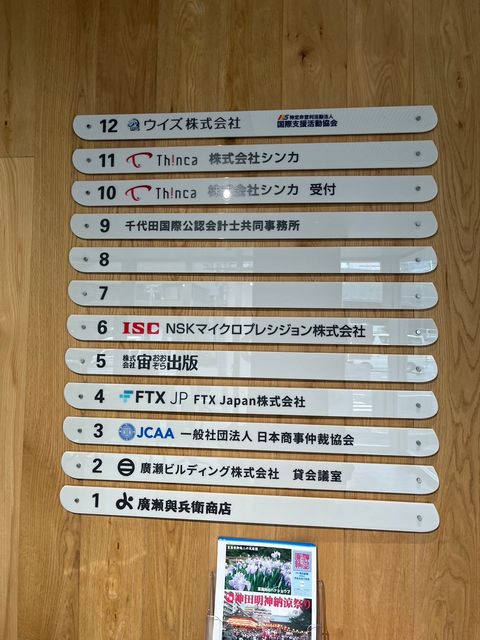 12 ウイズ株式会社 特定非営利活動法人
国際支援活動協会
11 Th!nca 株式会社シンカ
10 Th!nca 株式会社シンカ 受付
9 千代田国際公認会計士共同事務所
8
7
6 ISC NSKマイクロプレシジョン株式会社
5 株式会社 宙おおぞら出版
4 FTX JP FTX Japan株式会社
3 JCAA 一般社団法人 日本商事仲裁協会
2 廣瀬ビルディング株式会社 貸会議室
1 廣瀬與兵衛商店
神田明神納涼祭り